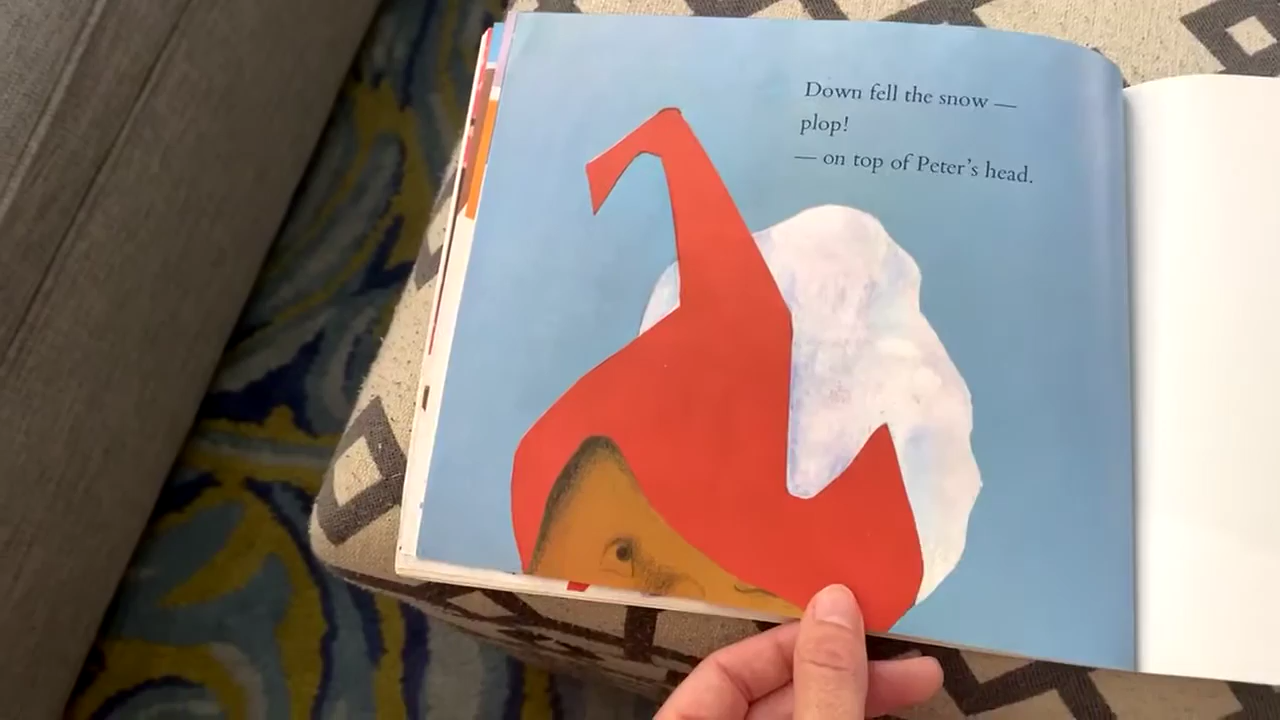 Down fell the snow —
plop!
— on top of Peter's head.